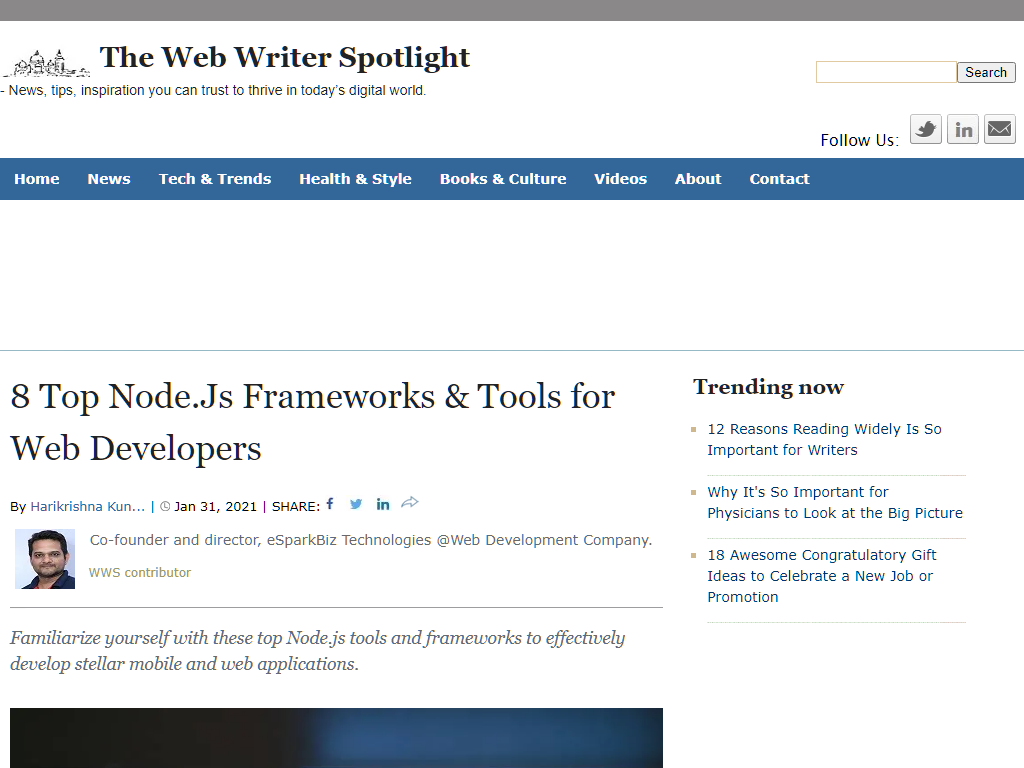 The Web Writer Spotlight
- News, tips, inspiration you can trust to thrive in today's digital world.
Search
Follow Us:
Home News Tech & Trends Health & Style Books & Culture Videos About Contact
8 Top Node.Js Frameworks & Tools for
Web Developers
By Harikrishna Kun... | Jan 31, 2021 | SHARE:
Co-founder and director, eSparkBiz Technologies @Web Development Company.
WWS contributor
Familiarize yourself with these top Node.js tools and frameworks to effectively
develop stellar mobile and web applications.
Trending now
12 Reasons Reading Widely Is So
Important for Writers
Why It's So Important for
Physicians to Look at the Big Picture
18 Awesome Congratulatory Gift
Ideas to Celebrate a New Job or
Promotion